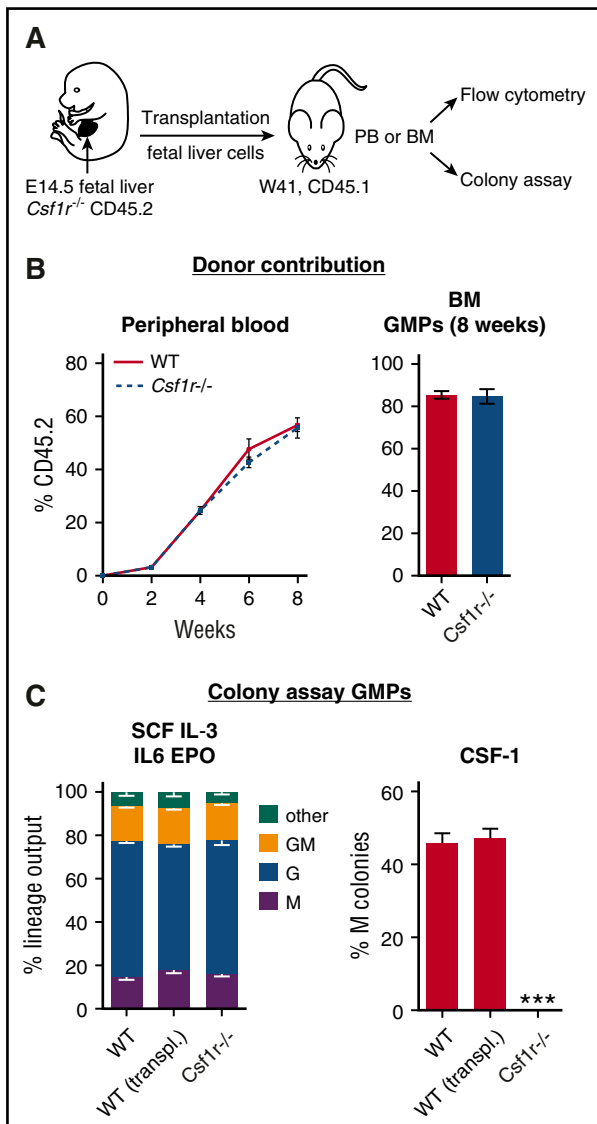 A
Transplantation
fetal liver cells
E14.5 fetal liver
Csf1r-/- CD45.2
W41, CD45.1
PB or BM
Flow cytometry
Colony assay
B
Donor contribution
Peripheral blood
BM
GMPs (8 weeks)
WT
Csf1r-/-
% CD45.2
80
60
40
20
0
0 2 4 6 8
Weeks
100
80
60
40
20
0
WT
Csf1r-/-
C
Colony assay GMPs
SCF IL-3
IL6 EPO
% lineage output
100
80
60
40
20
0
WT
WT (transpl.)
Csf1r-/-
other
GM
G
M
CSF-1
% M colonies
60
40
20
0
***
WT
WT (transpl.)
Csf1r-/-